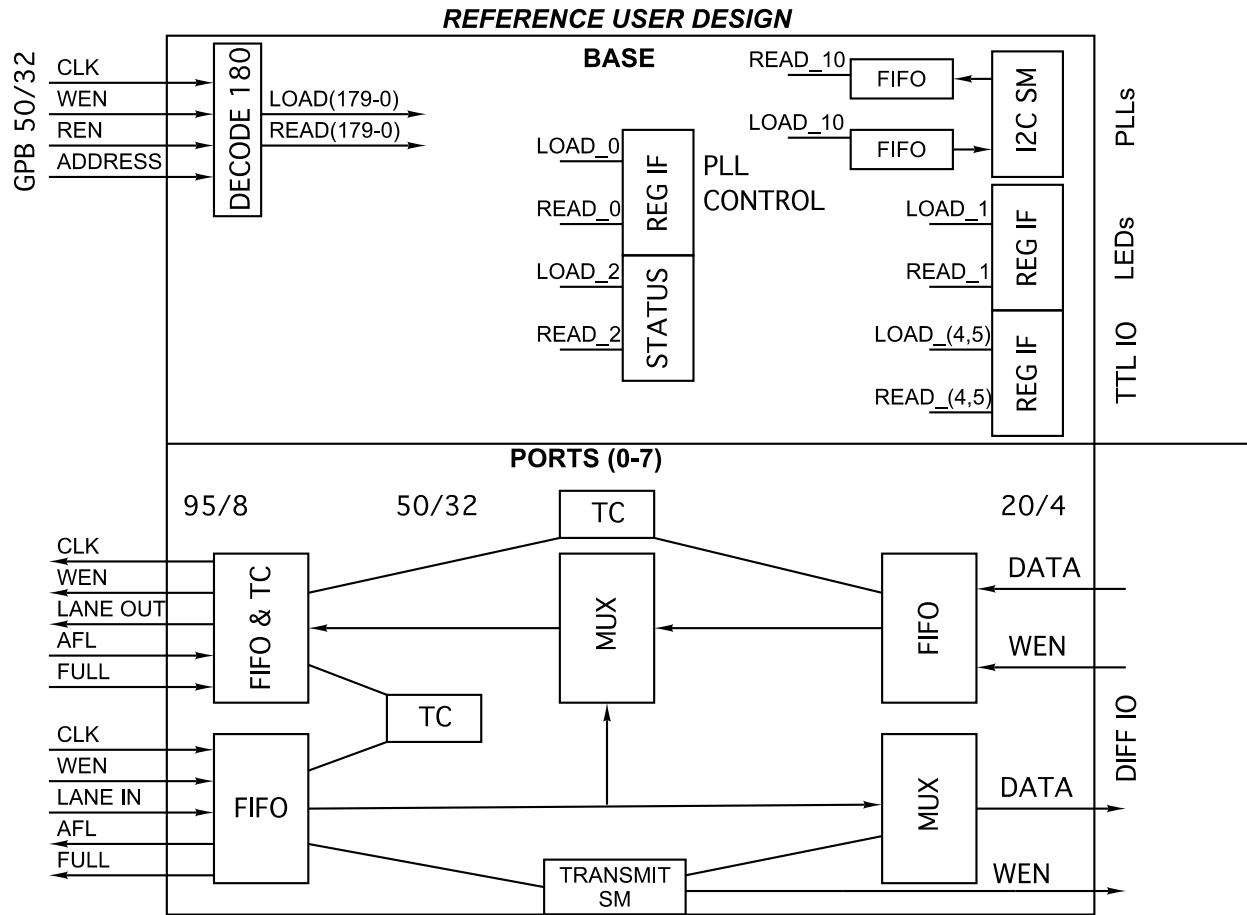 REFERENCE USER DESIGN
BASE
GPB 50/32
CLK
WEN
REN
ADDRESS
DECODE 180
LOAD(179-0)
READ(179-0)
LOAD_0
READ_0
REG IF
PLL
CONTROL
LOAD_2
READ_2
STATUS
READ_10
FIFO
LOAD_10
FIFO
I2C SM
PLLs
LOAD_1
READ_1
REG IF
LEDs
LOAD_(4,5)
READ_(4,5)
REG IF
TTL IO
PORTS (0-7)
95/8
50/32
20/4
CLK
WEN
LANE OUT
AFL
FULL
FIFO & TC
TC
MUX
FIFO
DATA
WEN
TC
CLK
WEN
LANE IN
AFL
FULL
FIFO
TRANSMIT
SM
MUX
DATA
WEN
DIFF IO